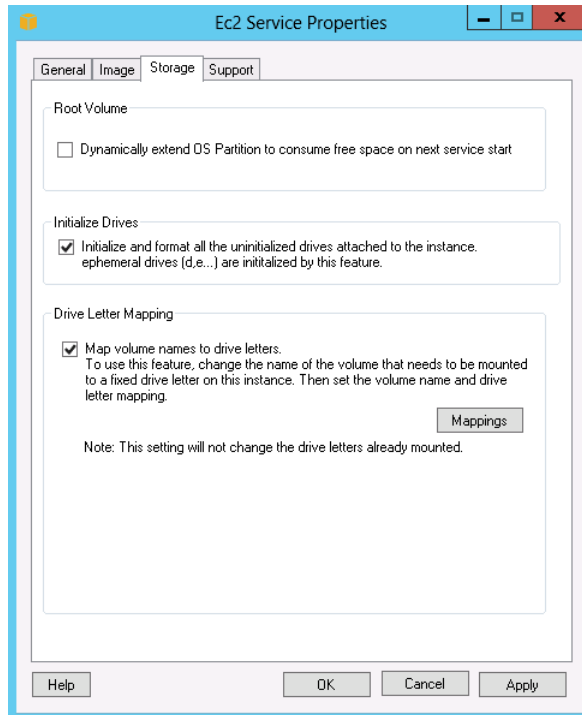 Ec2 Service Properties
General Image Storage Support
Root Volume
Dynamically extend OS Partition to consume free space on next service start
Initialize Drives
Initialize and format all the uninitialized drives attached to the instance.
ephemeral drives (d,e...) are inititalized by this feature.
Drive Letter Mapping
Map volume names to drive letters.
To use this feature, change the name of the volume that needs to be mounted
to a fixed drive letter on this instance. Then set the volume name and drive
letter mapping.
Mappings
Note: This setting will not change the drive letters already mounted.
Help OK Cancel Apply